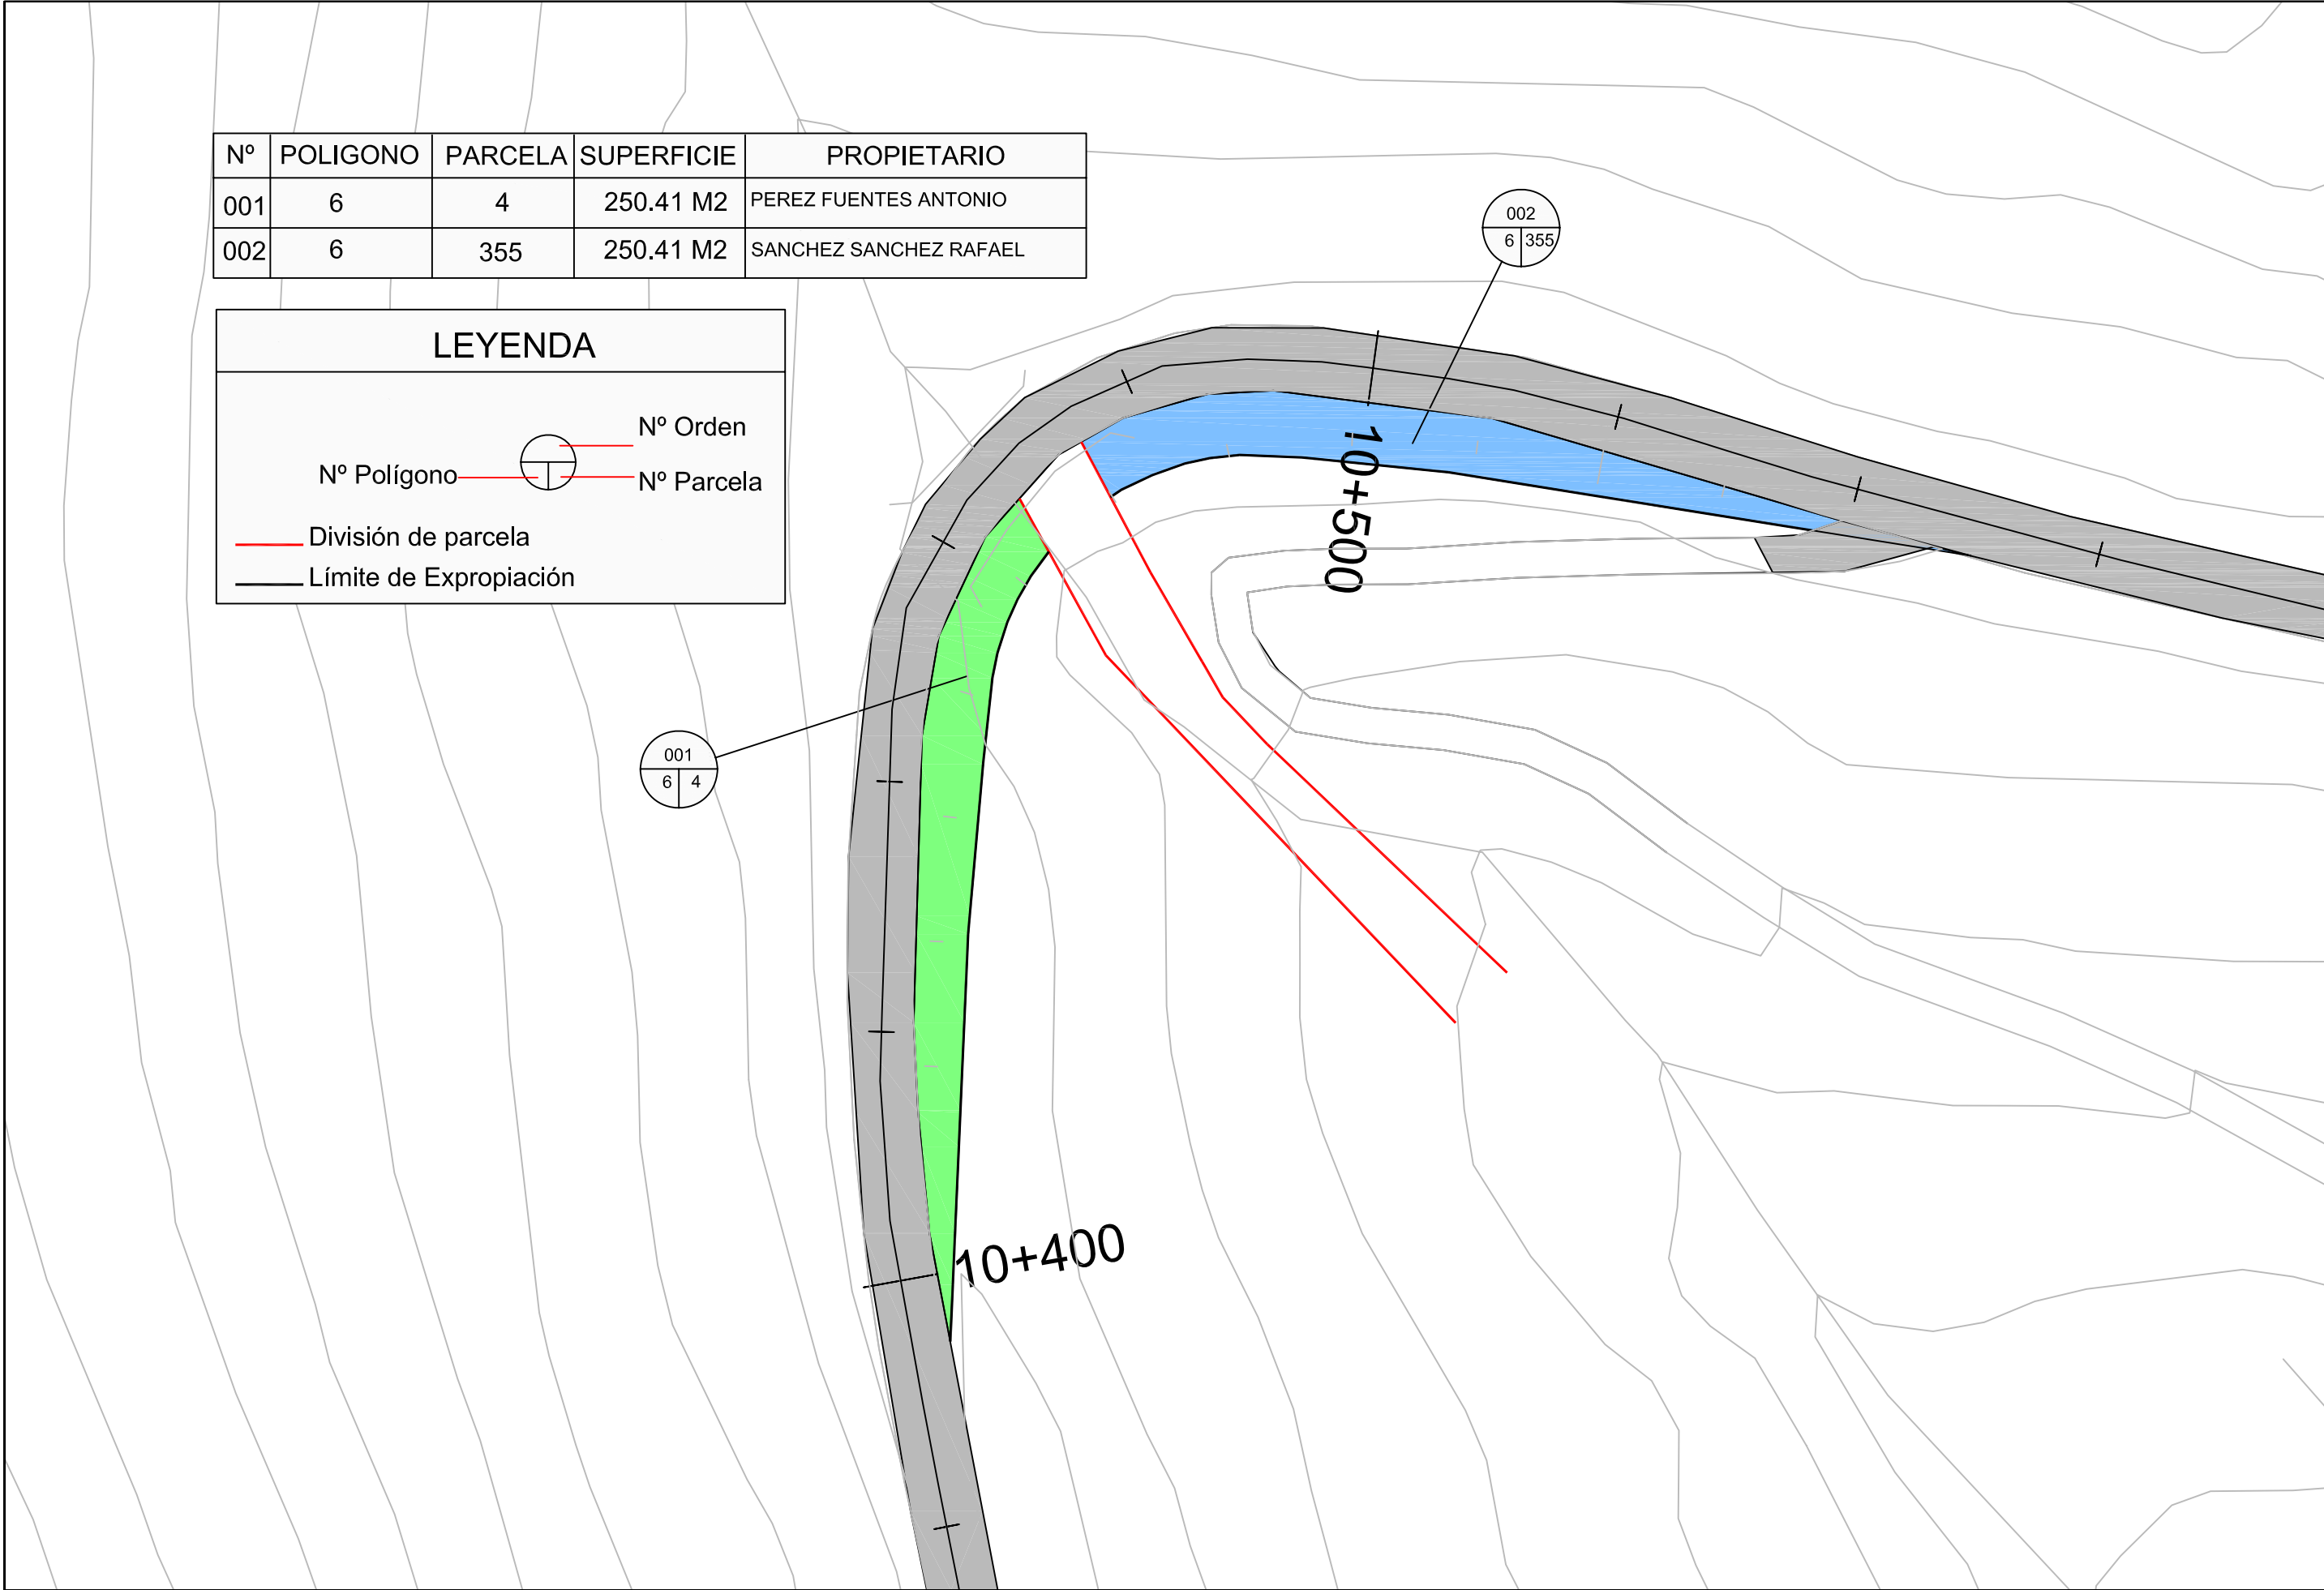 Nº POLIGONO PARCELA SUPERFICIE PROPIETARIO
001 6 4 250.41 M2 PEREZ FUENTES ANTONIO
002 6 355 250.41 M2 SANCHEZ SANCHEZ RAFAEL
002
6 355
LEYENDA
Nº Orden
Nº Polígono
Nº Parcela
División de parcela
Límite de Expropiación
10+500
001
6 4
10+400